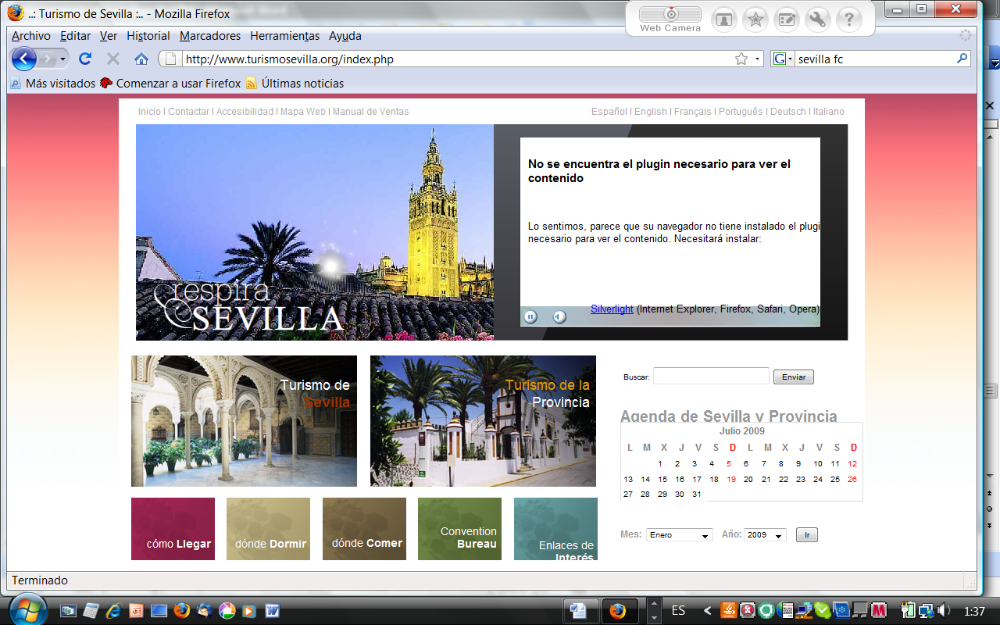 ..: Turismo de Sevilla :.. - Mozilla Firefox
Web Camera
Archivo Editar Ver Historial Marcadores Herramientas Ayuda
http://www.turismosevilla.org/index.php
sevilla fc
Más visitados Comenzar a usar Firefox Últimas noticias
Inicio | Contactar | Accesibilidad | Mapa Web | Manual de Ventas
Español | English | Français | Português | Deutsch | Italiano
respira
SEVILLA
No se encuentra el plugin necesario para ver el
contenido
Lo sentimos, parece que su navegador no tiene instalado el plugi
necesario para ver el contenido. Necesitará instalar:
Silverlight (Internet Explorer, Firefox, Safari, Opera)
Turismo de
Sevilla
Turismo de la
Provincia
Buscar:
Enviar
Agenda de Sevilla y Provincia
Julio 2009
L M X J V S D L M X J V S D
1 2 3 4 5 6 7 8 9 10 11 12
13 14 15 16 17 18 19 20 21 22 23 24 25 26
27 28 29 30 31
Mes: Enero Año: 2009 Ir
cómo Llegar
dónde Dormir
dónde Comer
Convention
Bureau
Enlaces de
Interés
Terminado
ES
1:37